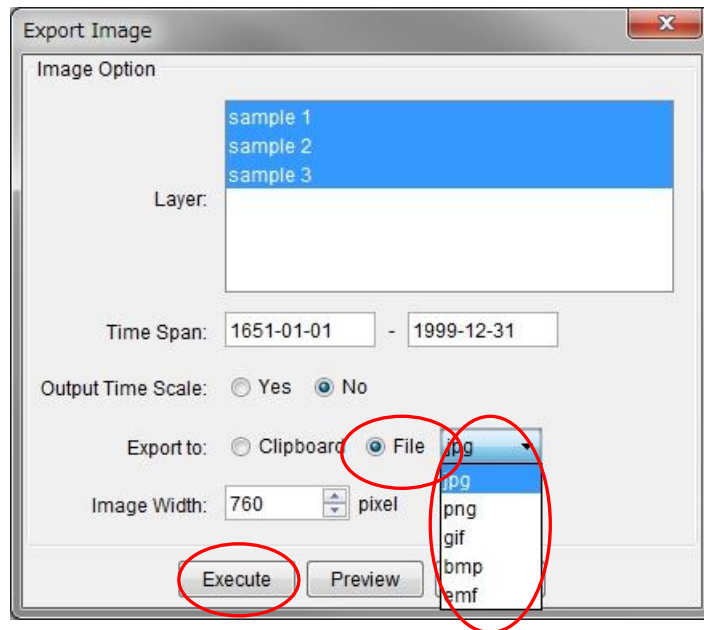 Export Image
Image Option
Layer:
sample 1
sample 2
sample 3
Time Span: 1651-01-01 - 1999-12-31
Output Time Scale: Yes No
Export to: Clipboard File jpg
jpg
png
gif
bmp
emf
Image Width: 760 pixel
Execute Preview